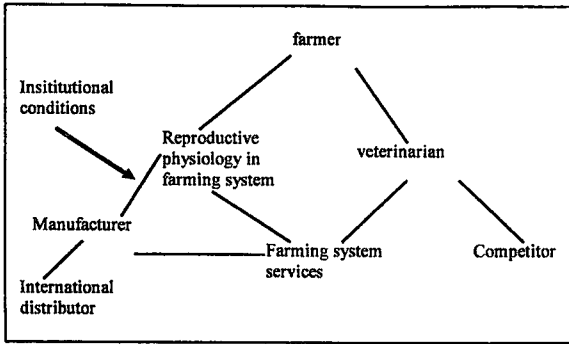 farmer
Insititutional
conditions
Reproductive
physiology in
farming system
veterinarian
Manufacturer
Farming system
services
Competitor
International
distributor